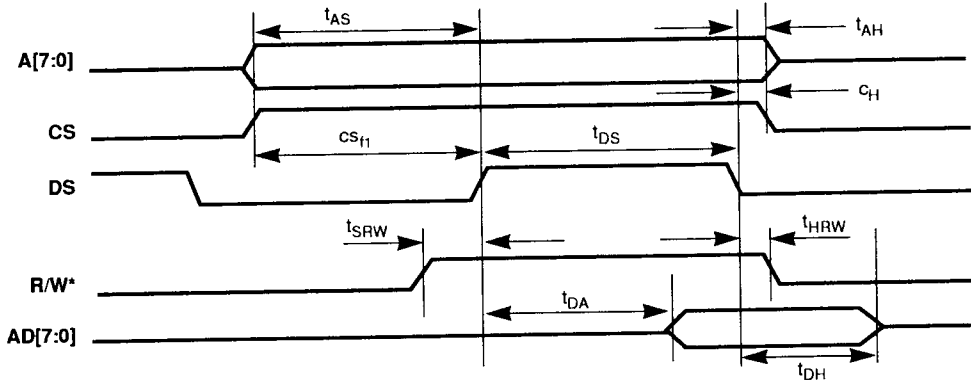 tAS
tAH
A[7:0]
cH
CS
csf1
tDS
DS
tSRW
tHRW
R/W*
tDA
AD[7:0]
tDH